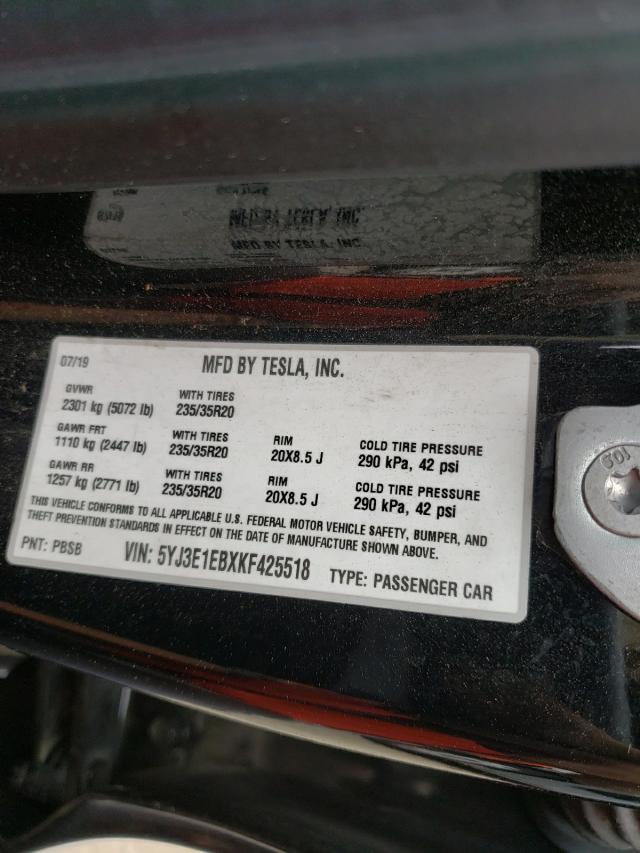 MFD BY TESLA, INC.
07/19 MFD BY TESLA, INC.
GVWR WITH TIRES
2301 kg (5072 lb) 235/35R20
GAWR FRT WITH TIRES RIM COLD TIRE PRESSURE
1110 kg (2447 lb) 235/35R20 20X8.5 J 290 kPa, 42 psi
GAWR RR WITH TIRES RIM COLD TIRE PRESSURE
1257 kg (2771 lb) 235/35R20 20X8.5 J 290 kPa, 42 psi
THIS VEHICLE CONFORMS TO ALL APPLICABLE U.S. FEDERAL MOTOR VEHICLE SAFETY, BUMPER, AND
THEFT PREVENTION STANDARDS IN EFFECT ON THE DATE OF MANUFACTURE SHOWN ABOVE.
PNT: PBSB VIN: 5YJ3E1EBXKF425518 TYPE: PASSENGER CAR